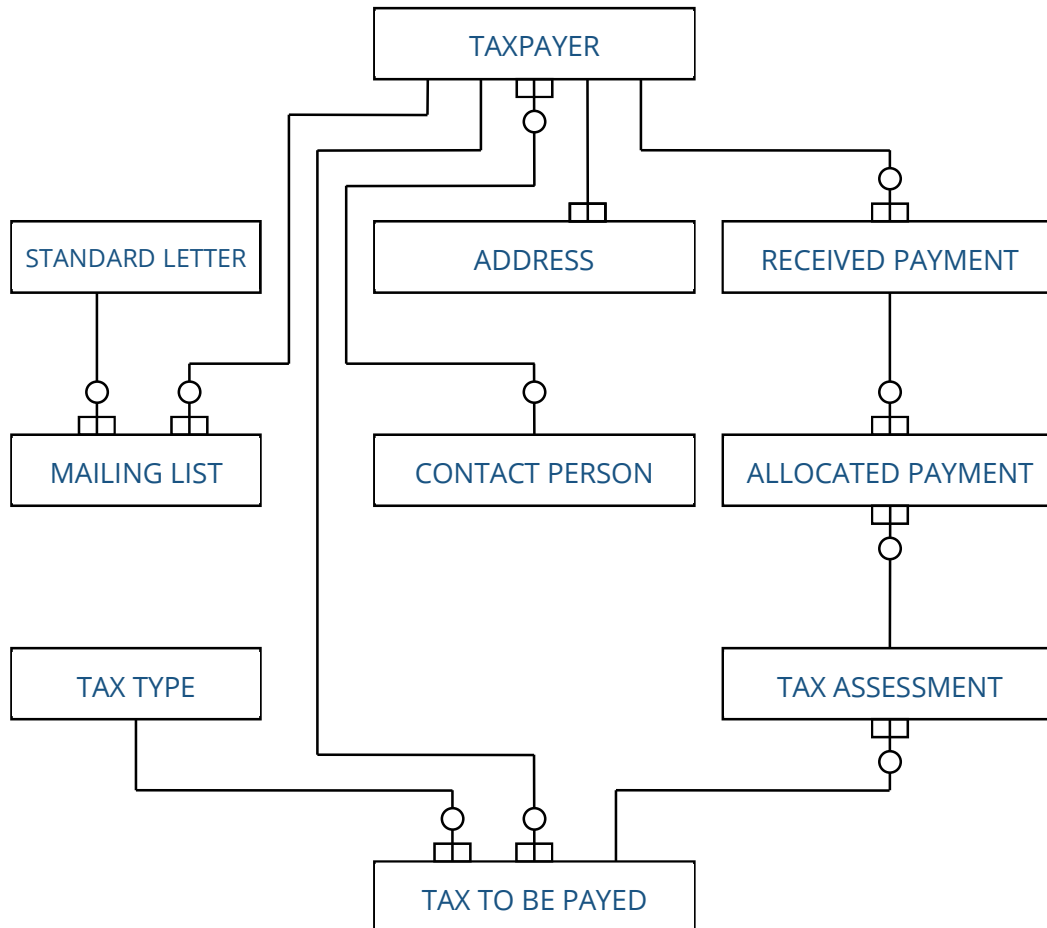 TAXPAYER
STANDARD LETTER
ADDRESS
RECEIVED PAYMENT
MAILING LIST
CONTACT PERSON
ALLOCATED PAYMENT
TAX TYPE
TAX ASSESSMENT
TAX TO BE PAYED